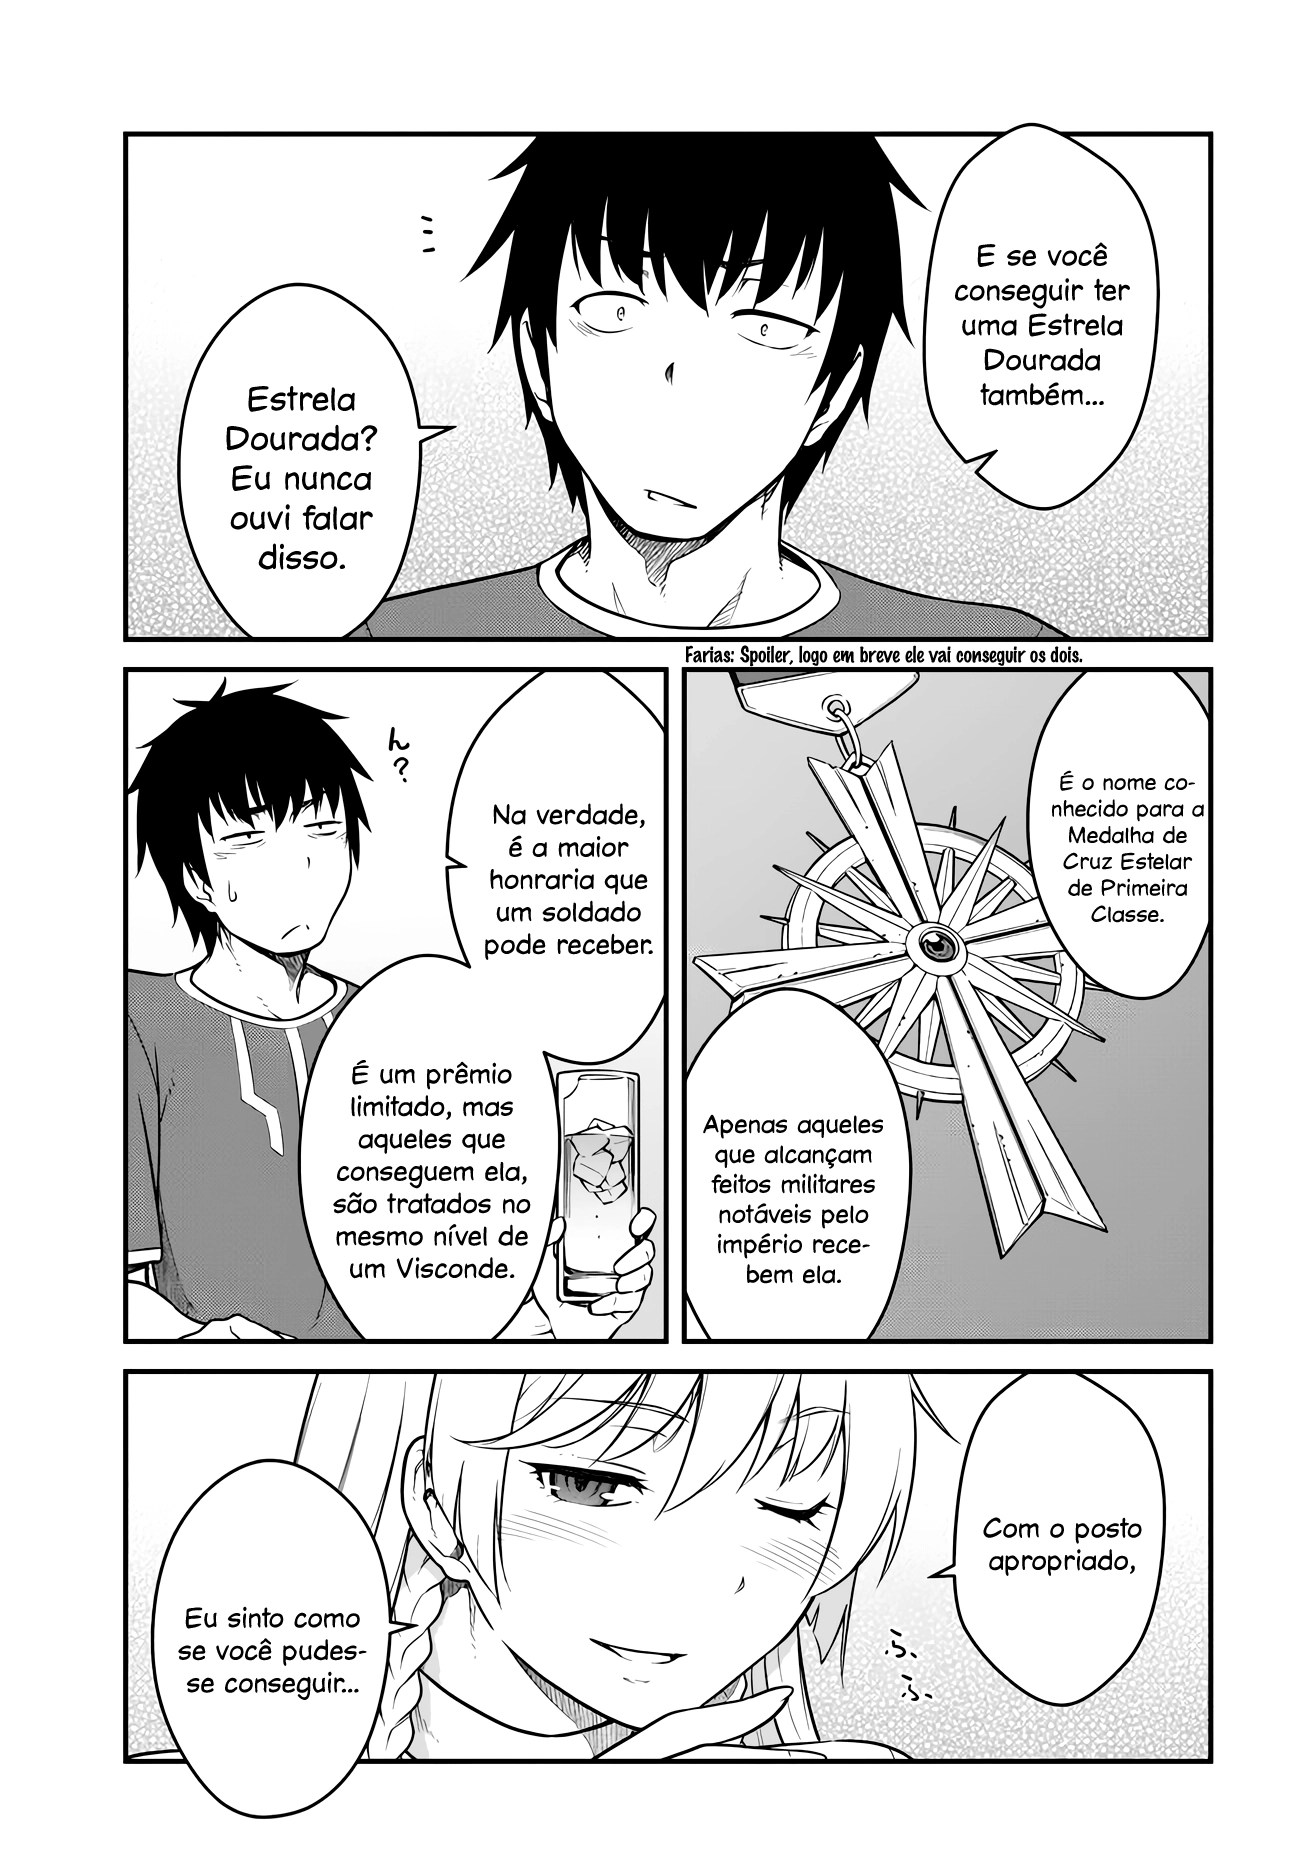 E se você
conseguir ter
uma Estrela
Dourada
também...
Estrela
Dourada?
Eu nunca
ouvi falar
disso.
Farias: Spoiler, logo em breve ele vai conseguir os dois.
É o nome co-
nhecido para a
Medalha de
Cruz Estelar
de Primeira
Classe.
Apenas aqueles
que alcançam
feitos militares
notáveis pelo
império rece-
bem ela.
Na verdade,
é a maior
honraria que
um soldado
pode receber.
ん?
É um prêmio
limitado, mas
aqueles que
conseguem ela,
são tratados no
mesmo nível de
um Visconde.
Com o posto
apropriado,
ふ、
ふ、
Eu sinto como
se você pudes-
se conseguir...